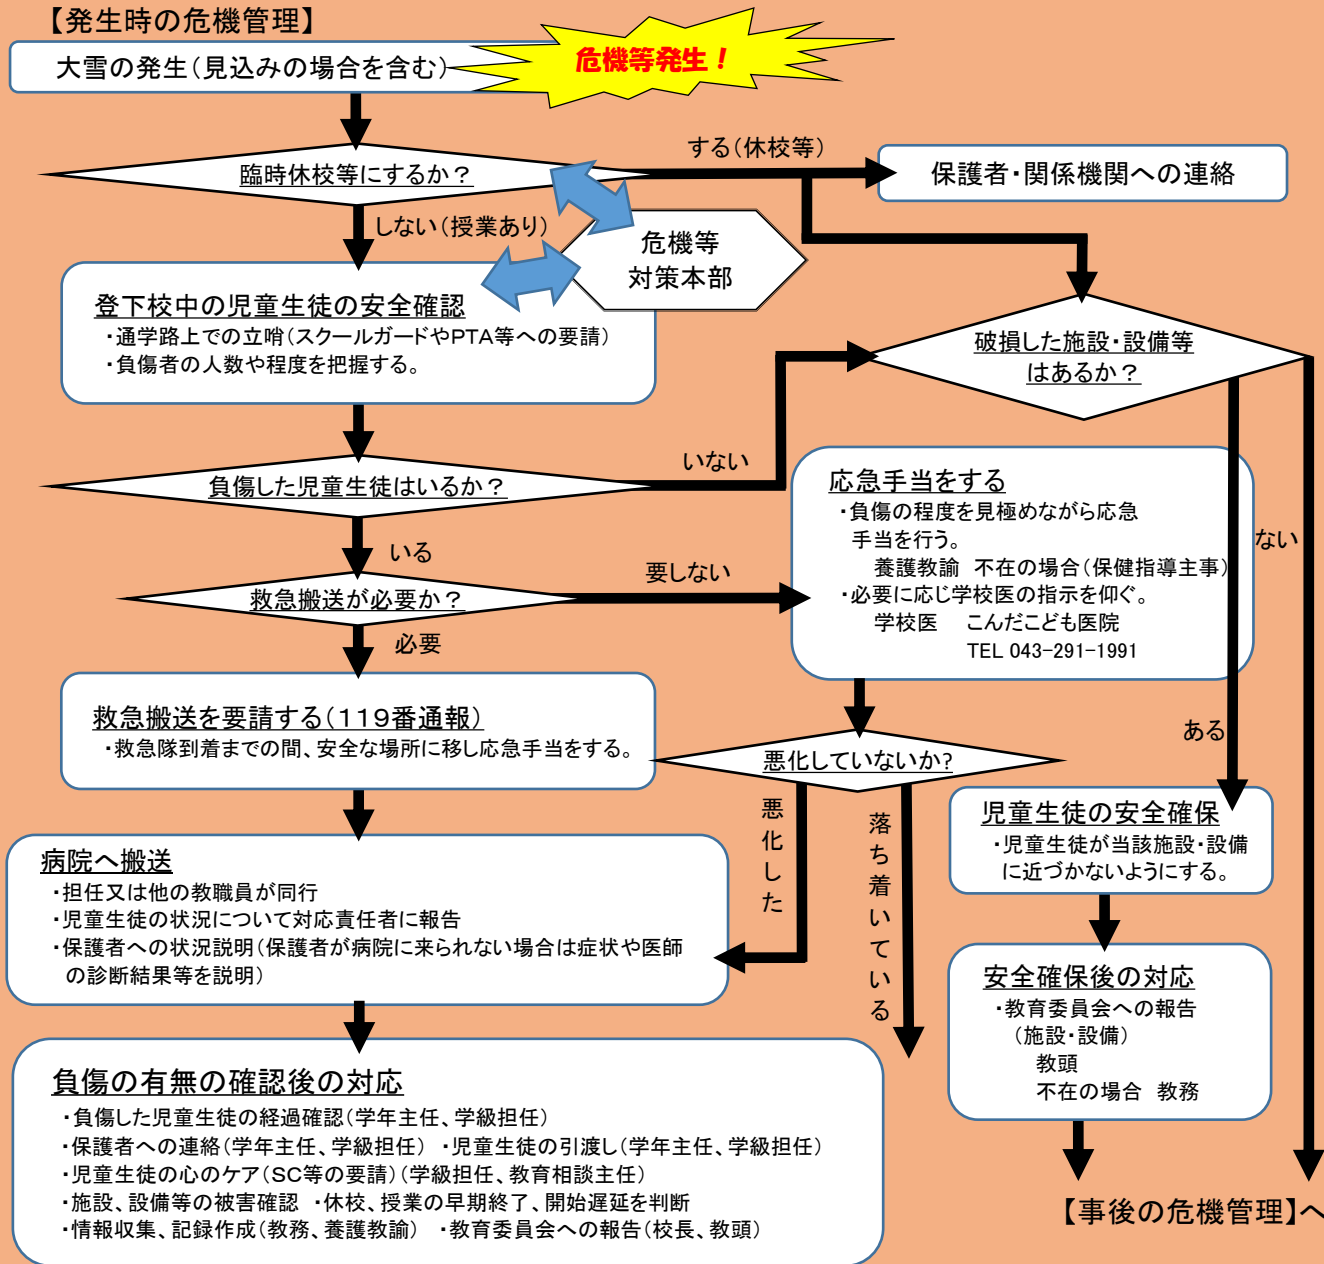 【発生時の危機管理】
大雪の発生(見込みの場合を含む)
危機等発生！
臨時休校等にするか？
する(休校等)
保護者・関係機関への連絡
しない(授業あり)
危機等
対策本部
登下校中の児童生徒の安全確認
・通学路上での立哨(スクールガードやPTA等への要請)
・負傷者の人数や程度を把握する。
破損した施設・設備等
はあるか？
負傷した児童生徒はいるか？
いない
いる
救急搬送が必要か？
要しない
必要
応急手当をする
・負傷の程度を見極めながら応急
手当を行う。
養護教諭 不在の場合(保健指導主事)
・必要に応じ学校医の指示を仰ぐ。
学校医 こんだこども医院
TEL 043-291-1991
ない
ある
救急搬送を要請する(119番通報)
・救急隊到着までの間、安全な場所に移し応急手当をする。
悪化していないか?
悪化した
落ち着いている
児童生徒の安全確保
・児童生徒が当該施設・設備
に近づかないようにする。
病院へ搬送
・担任又は他の教職員が同行
・児童生徒の状況について対応責任者に報告
・保護者への状況説明(保護者が病院に来られない場合は症状や医師
の診断結果等を説明)
安全確保後の対応
・教育委員会への報告
(施設・設備)
教頭
不在の場合 教務
負傷の有無の確認後の対応
・負傷した児童生徒の経過確認(学年主任、学級担任)
・保護者への連絡(学年主任、学級担任) ・児童生徒の引渡し(学年主任、学級担任)
・児童生徒の心のケア(SC等の要請)(学級担任、教育相談主任)
・施設、設備等の被害確認 ・休校、授業の早期終了、開始遅延を判断
・情報収集、記録作成(教務、養護教諭) ・教育委員会への報告(校長、教頭)
【事後の危機管理】へ